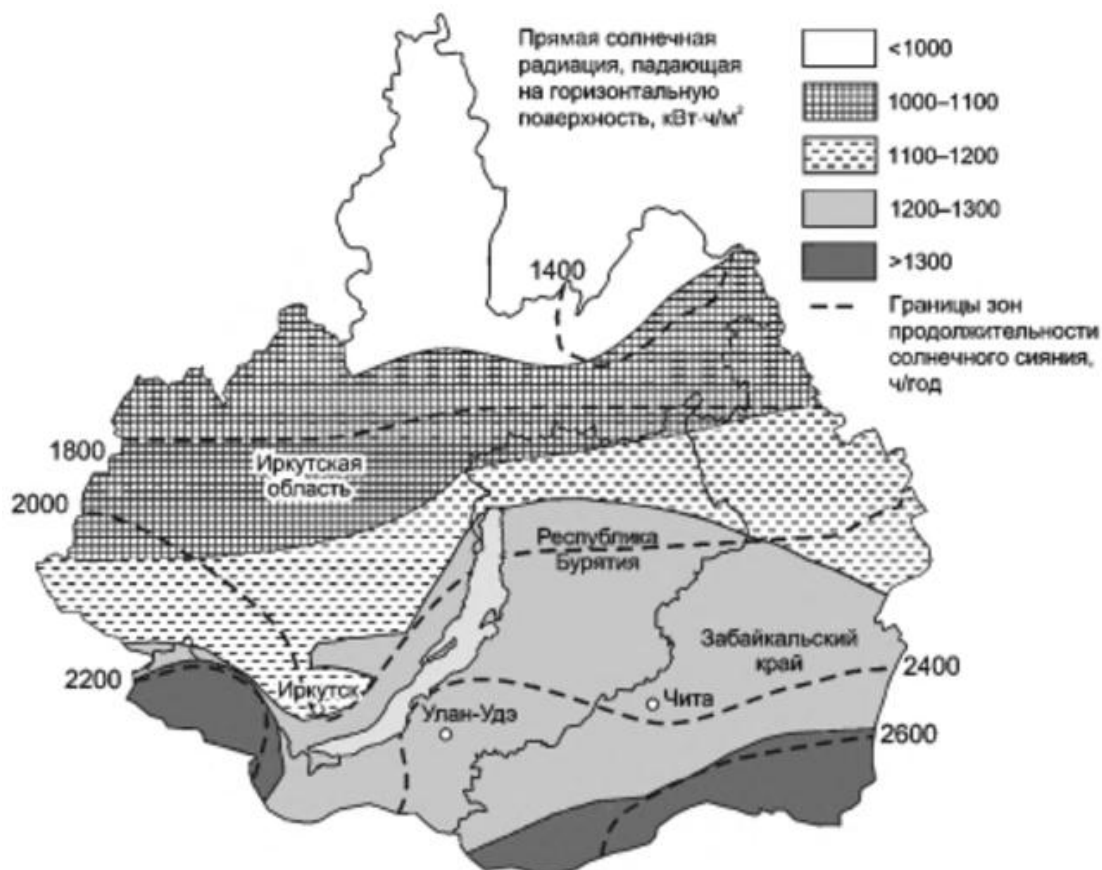 Прямая солнечная
радиация, падающая
на горизонтальную
поверхность, кВт·ч/м²
<1000
1000–1100
1100–1200
1200–1300
>1300
Границы зон
продолжительности
солнечного сияния,
ч/год
1400
1800
Иркутская
область
2000
Республика
Бурятия
Забайкальский
край
2200
Иркутск
2400
Улан-Удэ
Чита
2600